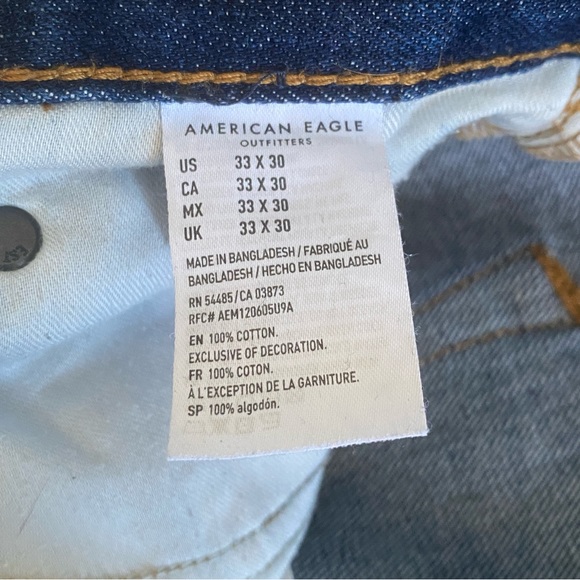 AMERICAN EAGLE
OUTFITTERS
US 33 X 30
CA 33 X 30
MX 33 X 30
UK 33 X 30
MADE IN BANGLADESH / FABRIQUÉ AU
BANGLADESH / HECHO EN BANGLADESH
RN 54485/CA 03873
RFC# AEM120605U9A
EN 100% COTTON.
EXCLUSIVE OF DECORATION.
FR 100% COTON.
À L'EXCEPTION DE LA GARNITURE.
SP 100% algodón.
EST